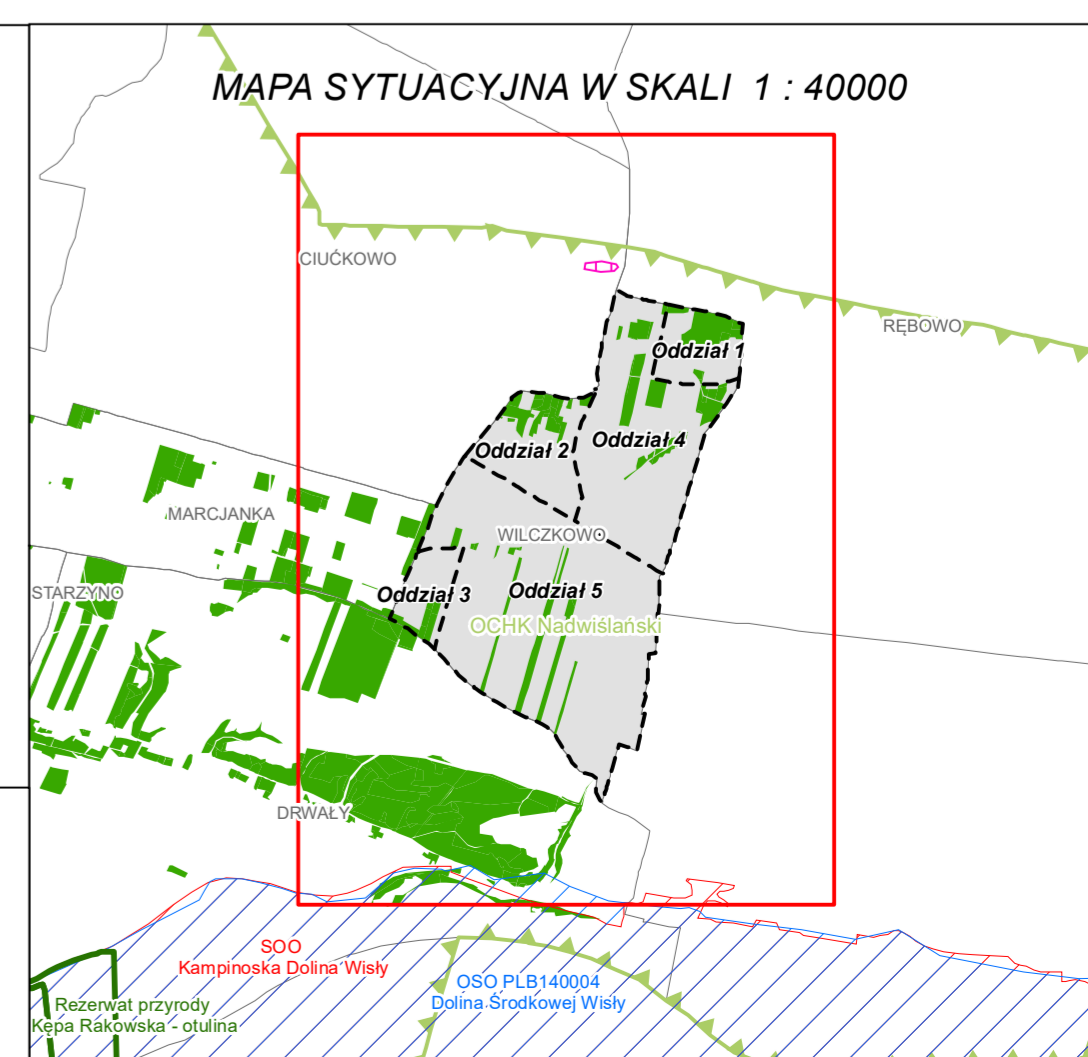 MAPA SYTUACYJNA W SKALI 1 : 40000
CIUĆKOWO
RĘBOWO
Oddział 1
Oddział 4
Oddział 2
MARCJANKA
WILCZKOWO
STARZYNO
Oddział 3
Oddział 5
OCHK Nadwiślański
DRWAŁY
SOO
Kampinoska Dolina Wisły
OSO PLB140004
Dolina Środkowej Wisły
Rezerwat przyrody
Kępa Rakowska - otulina